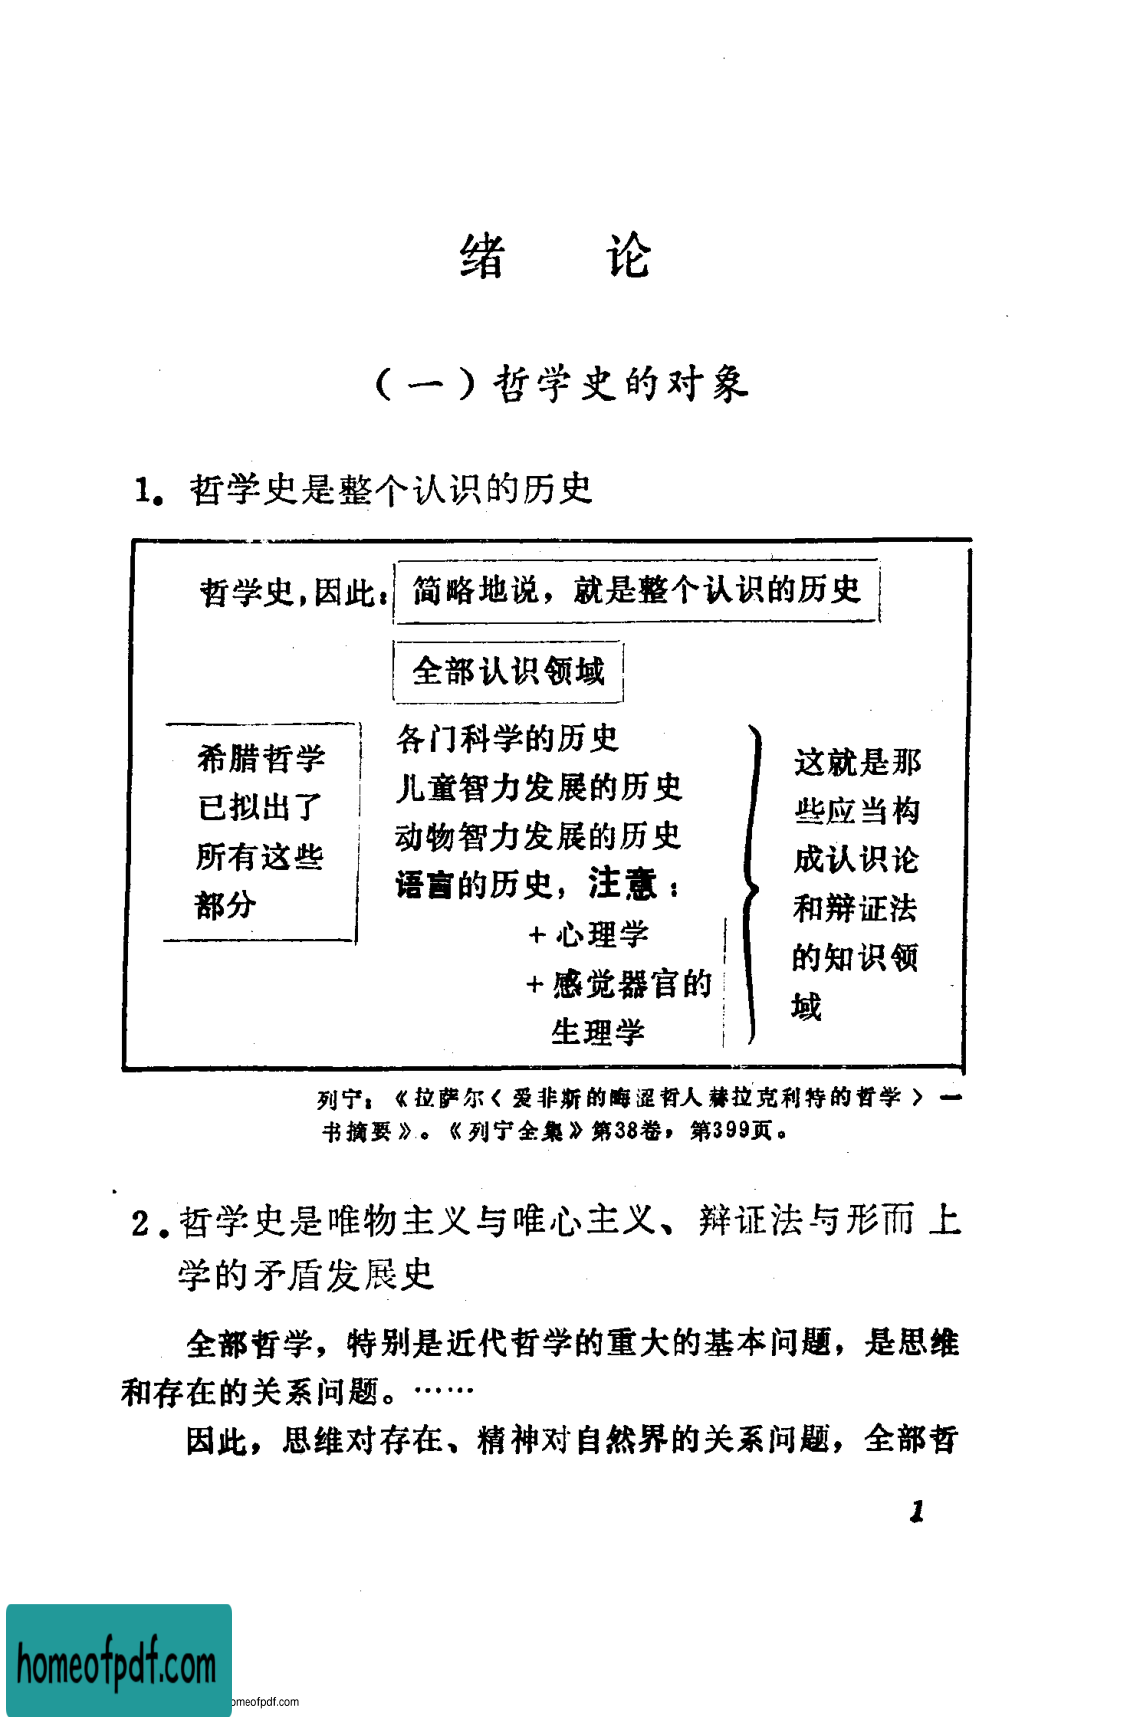 绪 论
（一）哲学史的对象
1. 哲学史是整个认识的历史
哲学史，因此： 简略地说，就是整个认识的历史
全部认识领域
希腊哲学
已拟出了
所有这些
部分
各门科学的历史
儿童智力发展的历史
动物智力发展的历史
语言的历史，注意：
+心理学
+感觉器官的
生理学
这就是那
些应当构
成认识论
和辩证法
的知识领
域
列宁：《拉萨尔〈爱非斯的晦涩哲人赫拉克利特的哲学〉一
书摘要》。《列宁全集》第38卷，第399页。
2. 哲学史是唯物主义与唯心主义、辩证法与形而上
学的矛盾发展史
全部哲学，特别是近代哲学的重大的基本问题，是思维
和存在的关系问题。……
因此，思维对存在、精神对自然界的关系问题，全部哲
1
homeofpdf.com
omeofpdf.com